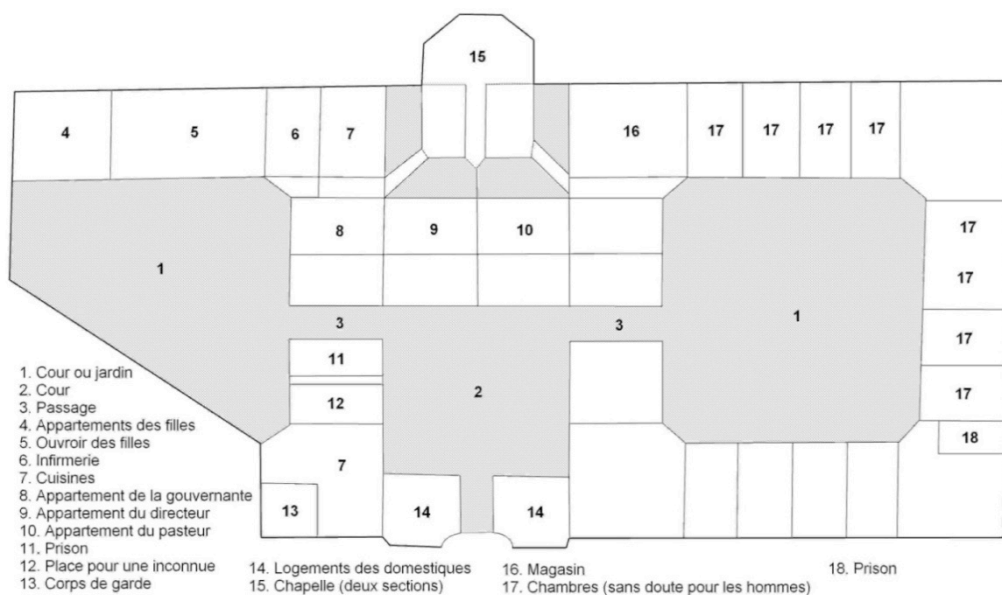 15
4 5 6 7 16 17 17 17 17
8 9 10 17
1 17
3 3 1
11 17
12 2 17
7 18
13 14 14
1. Cour ou jardin
2. Cour
3. Passage
4. Appartements des filles
5. Ouvroir des filles
6. Infirmerie
7. Cuisines
8. Appartement de la gouvernante
9. Appartement du directeur
10. Appartement du pasteur
11. Prison
12. Place pour une inconnue
13. Corps de garde
14. Logements des domestiques
15. Chapelle (deux sections)
16. Magasin
17. Chambres (sans doute pour les hommes)
18. Prison